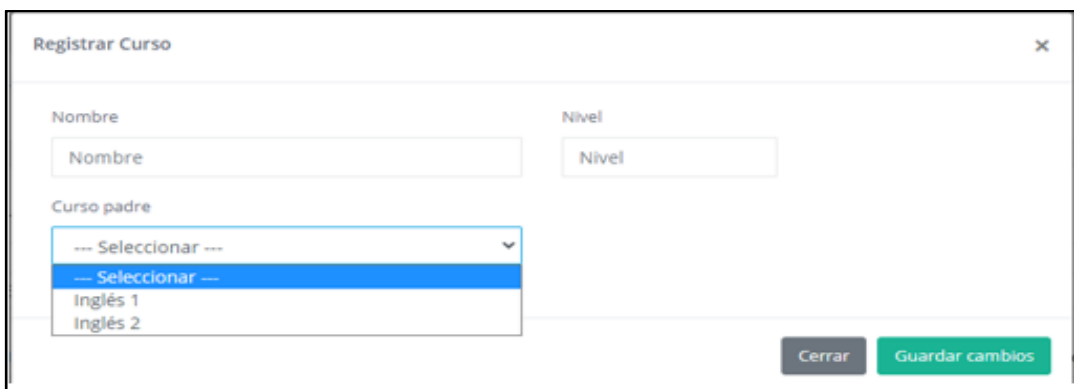 Registrar Curso ×
Nombre Nivel
Nombre Nivel
Curso padre
--- Seleccionar ---
--- Seleccionar ---
Inglés 1
Inglés 2
Cerrar Guardar cambios